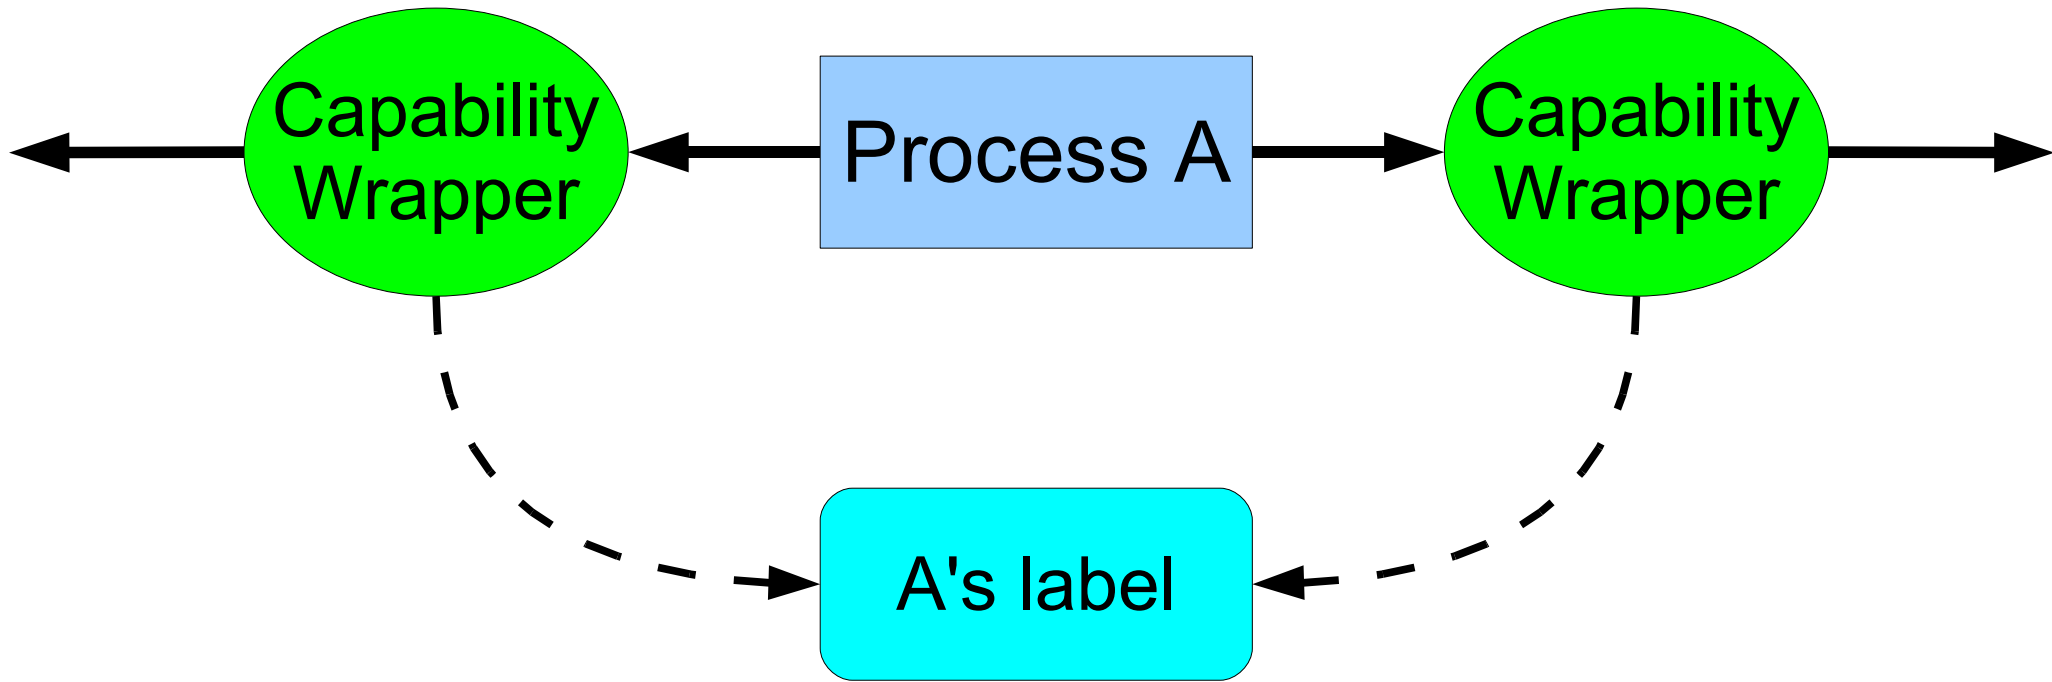 Capability
Wrapper
Process A
Capability
Wrapper
A's label